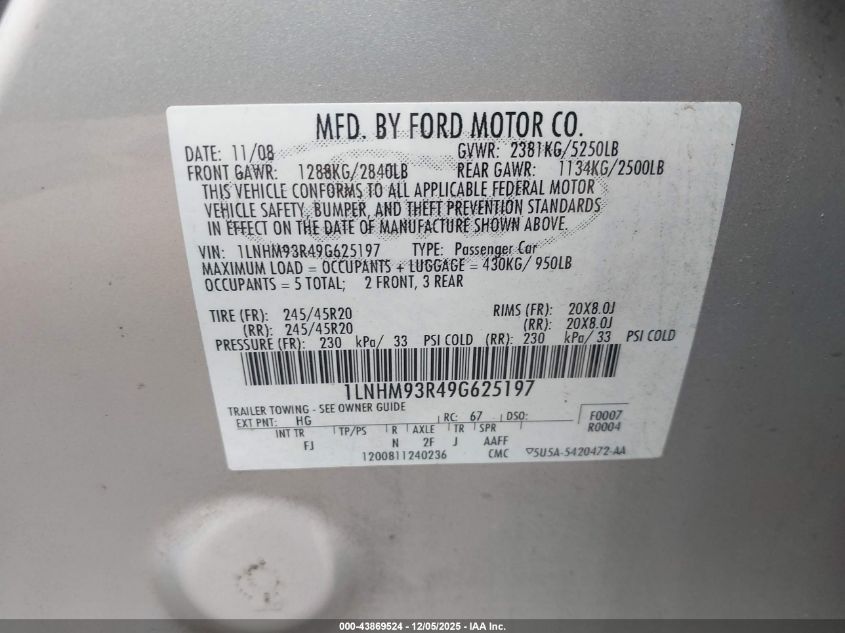 MFD. BY FORD MOTOR CO.
DATE: 11/08 GVWR: 2381KG/5250LB
FRONT GAWR: 1288KG/2840LB REAR GAWR: 1134KG/2500LB
THIS VEHICLE CONFORMS TO ALL APPLICABLE FEDERAL MOTOR
VEHICLE SAFETY, BUMPER, AND THEFT PREVENTION STANDARDS
IN EFFECT ON THE DATE OF MANUFACTURE SHOWN ABOVE.
VIN: 1LNHM93R49G625197 TYPE: Passenger Car
MAXIMUM LOAD = OCCUPANTS + LUGGAGE = 430KG/ 950LB
OCCUPANTS = 5 TOTAL; 2 FRONT, 3 REAR
TIRE (FR): 245/45R20 RIMS (FR): 20X8.0J
(RR): 245/45R20 (RR): 20X8.0J
PRESSURE (FR): 230 kPa/ 33 PSI COLD (RR): 230 kPa/ 33 PSI COLD
1LNHM93R49G625197
TRAILER TOWING - SEE OWNER GUIDE
EXT PNT: HG RC: 67 DSO: F0007
INT TR TP/PS R AXLE TR SPR R0004
FJ N 2F J AAFF
1200811240236 CMC ▽5U5A-5420472-AA
000-43869524 - 12/05/2025 - IAA Inc.